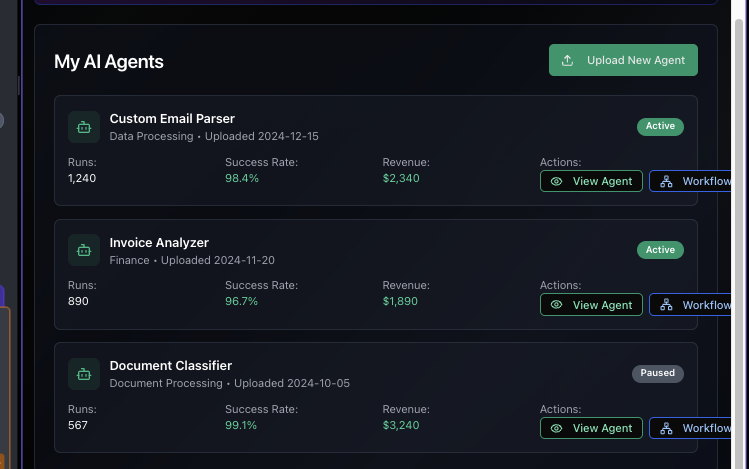 My AI Agents
Upload New Agent
Custom Email Parser
Data Processing • Uploaded 2024-12-15
Active
Runs:
1,240
Success Rate:
98.4%
Revenue:
$2,340
Actions:
View Agent
Workflow
Invoice Analyzer
Finance • Uploaded 2024-11-20
Active
Runs:
890
Success Rate:
96.7%
Revenue:
$1,890
Actions:
View Agent
Workflow
Document Classifier
Document Processing • Uploaded 2024-10-05
Paused
Runs:
567
Success Rate:
99.1%
Revenue:
$3,240
Actions:
View Agent
Workflow